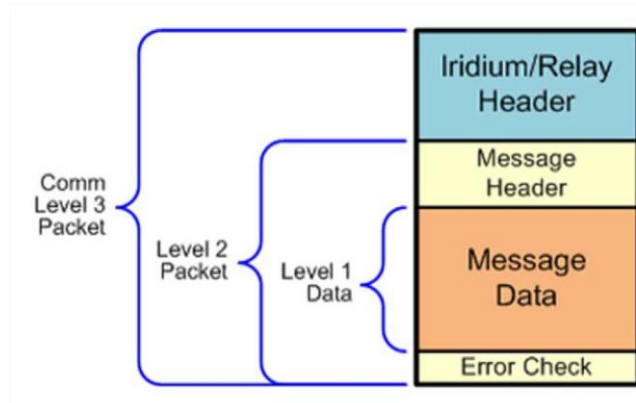 Iridium/Relay
Header
Message
Header
Comm
Level 3
Packet
Level 2
Packet
Level 1
Data
Message
Data
Error Check